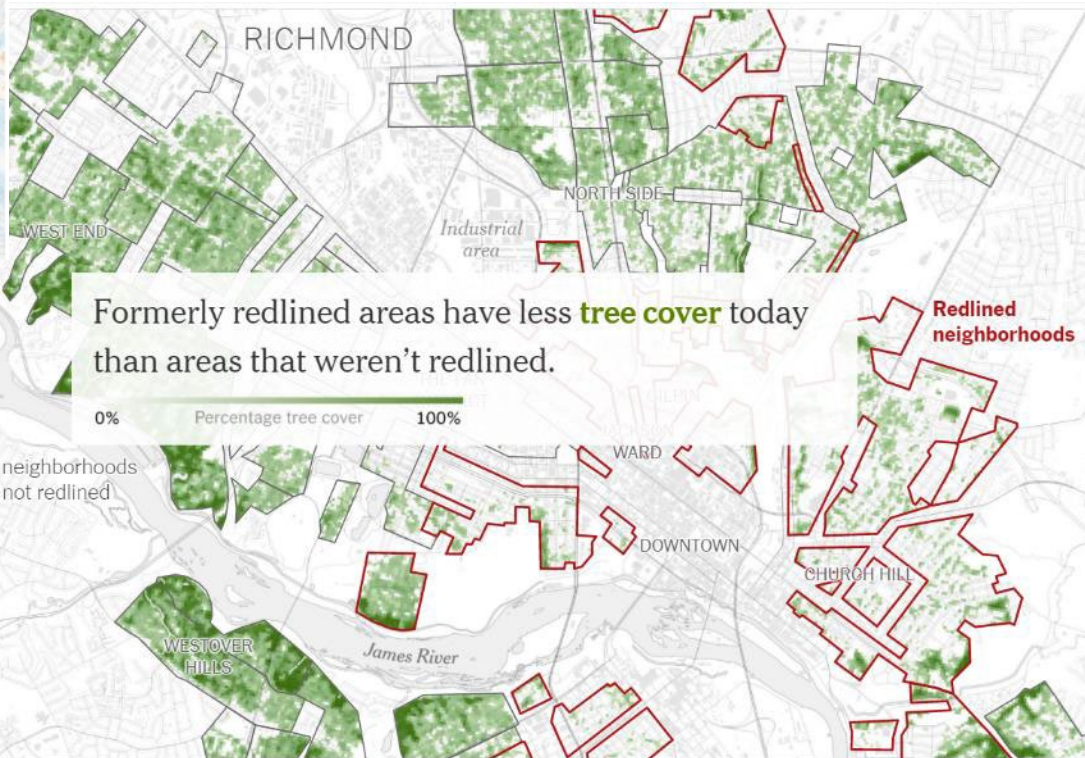 RICHMOND
NORTH SIDE
WEST END
Industrial
area
Formerly redlined areas have less tree cover today
than areas that weren't redlined.
0% Percentage tree cover 100%
Redlined
neighborhoods
GILPIN
JACKSON
WARD
neighborhoods
not redlined
DOWNTOWN
CHURCH HILL
WESTOVER
HILLS
James River